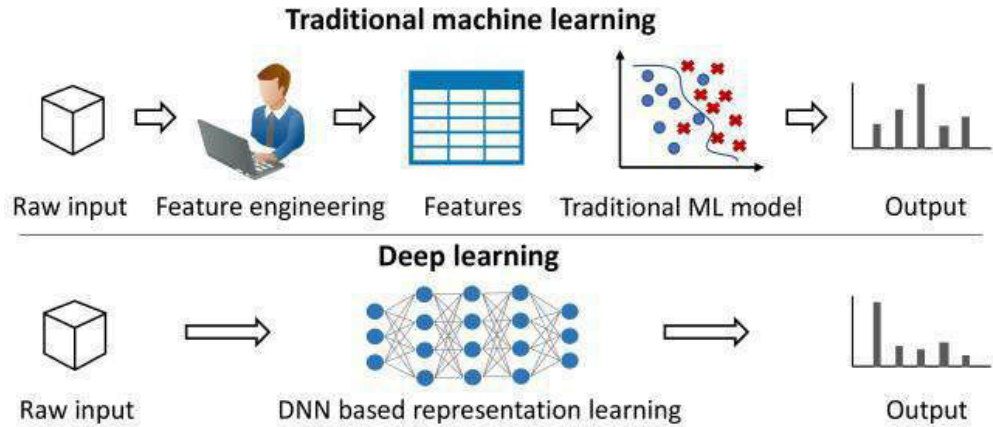 Traditional machine learning
Raw input Feature engineering Features Traditional ML model Output
Deep learning
Raw input DNN based representation learning Output